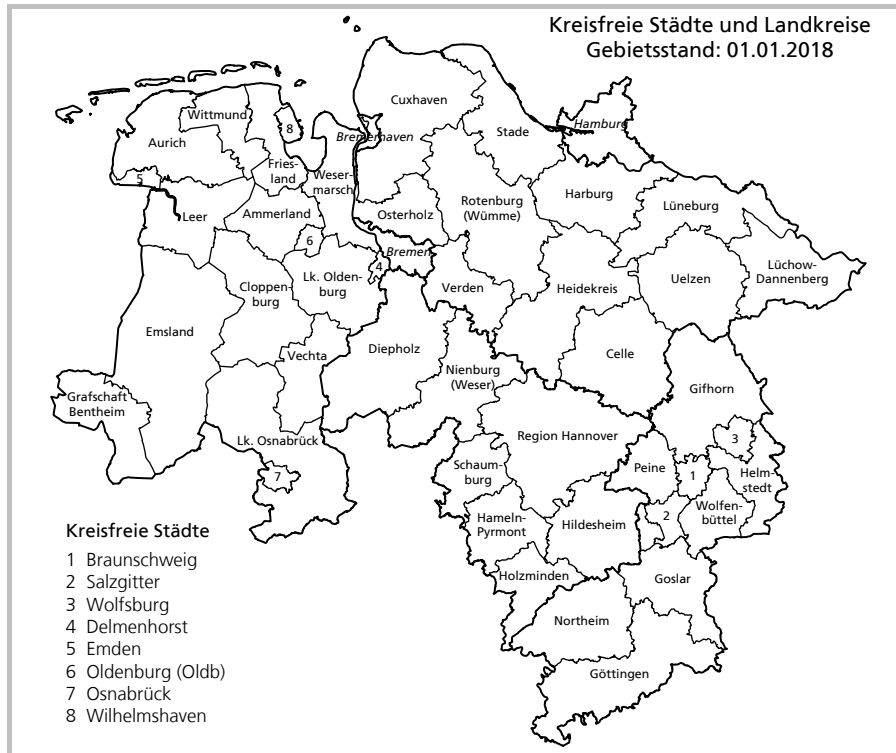 Kreisfreie Städte und Landkreise
Gebietsstand: 01.01.2018
Cuxhaven
Wittmund
8
Bremerhaven
Stade
Hamburg
Aurich
Fries-
land
Weser-
marsch
5
Leer
Ammerland
Osterholz
Rotenburg
(Wümme)
Harburg
Lüneburg
6
Bremen
4
Lk. Olden-
burg
Cloppen-
burg
Verden
Heidekreis
Uelzen
Lüchow-
Dannenberg
Emsland
Vechta
Diepholz
Nienburg
(Weser)
Celle
Gifhorn
Grafschaft
Bentheim
Lk. Osnabrück
Region Hannover
3
7
Schaum-
burg
Peine
1
Helm-
stedt
2
Wolfen-
büttel
Hameln-
Pyrmont
Hildesheim
Holzminden
Goslar
Northeim
Göttingen
Kreisfreie Städte
1 Braunschweig
2 Salzgitter
3 Wolfsburg
4 Delmenhorst
5 Emden
6 Oldenburg (Oldb)
7 Osnabrück
8 Wilhelmshaven